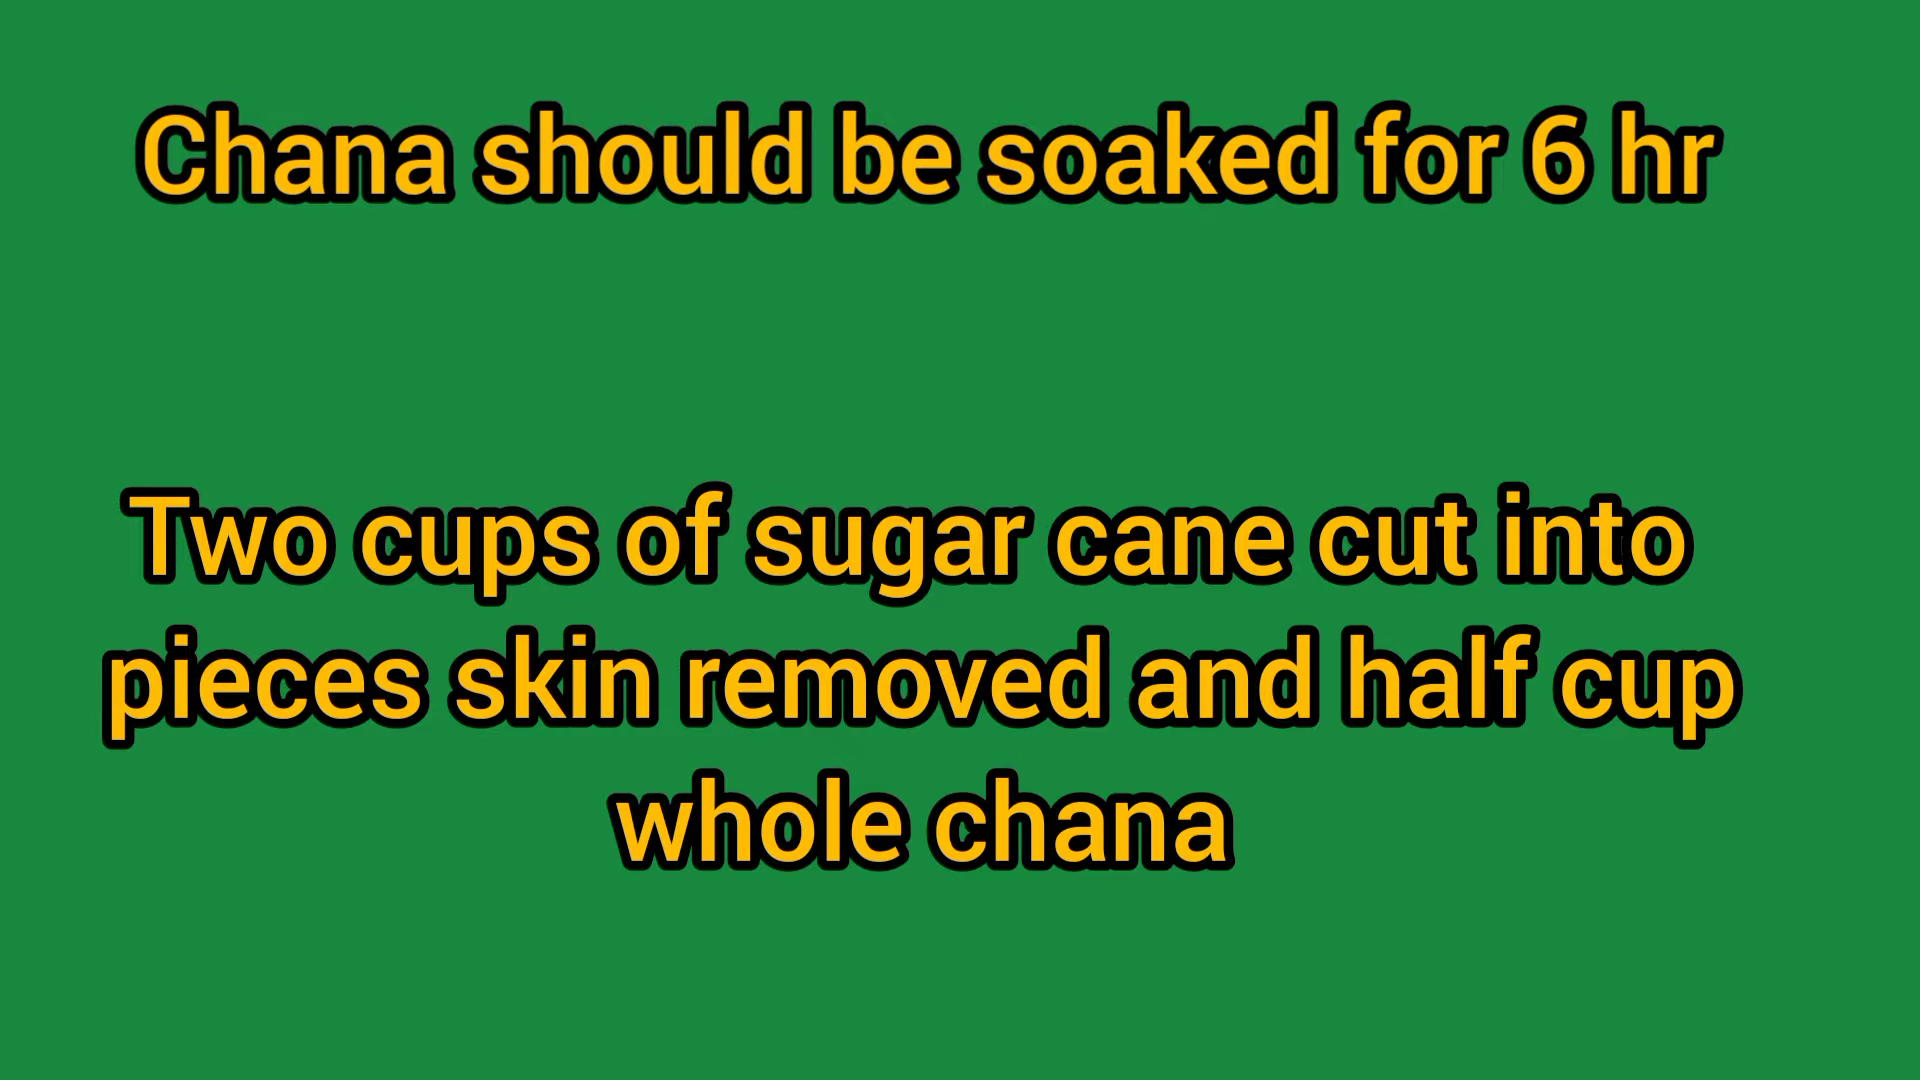 Chana should be soaked for 6 hr
Two cups of sugar cane cut into
pieces skin removed and half cup
whole chana